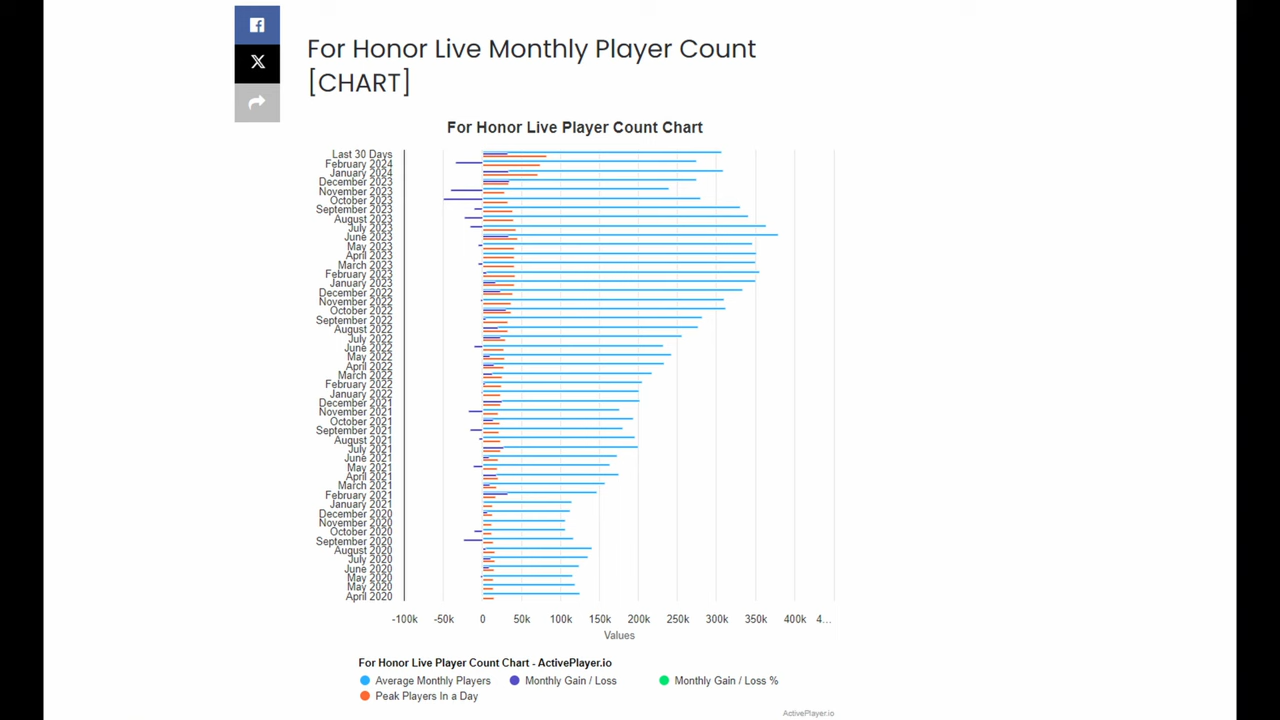 For Honor Live Monthly Player Count
[CHART]
For Honor Live Player Count Chart
Last 30 Days
February 2024
January 2024
December 2023
November 2023
October 2023
September 2023
August 2023
July 2023
June 2023
May 2023
April 2023
March 2023
February 2023
January 2023
December 2022
November 2022
October 2022
September 2022
August 2022
July 2022
June 2022
May 2022
April 2022
March 2022
February 2022
January 2022
December 2021
November 2021
October 2021
September 2021
August 2021
July 2021
June 2021
May 2021
April 2021
March 2021
February 2021
January 2021
December 2020
November 2020
October 2020
September 2020
August 2020
July 2020
June 2020
May 2020
May 2020
April 2020
-100k -50k 0 50k 100k 150k 200k 250k 300k 350k 400k 4...
Values
For Honor Live Player Count Chart - ActivePlayer.io
Average Monthly Players Monthly Gain / Loss Monthly Gain / Loss %
Peak Players In a Day
ActivePlayer.io